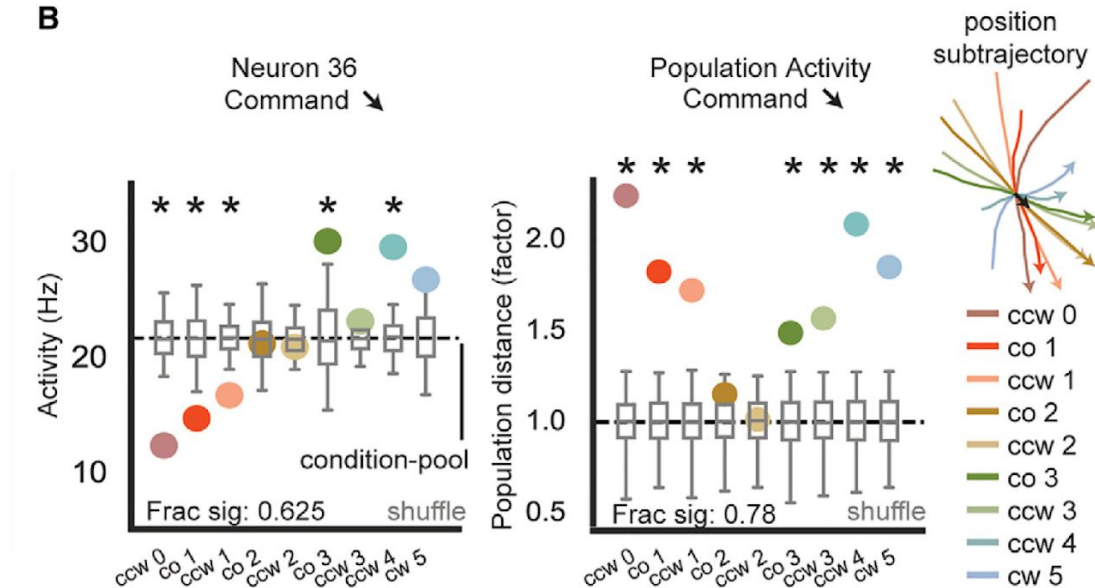 B
Neuron 36
Command ↘
Activity (Hz)
30
20
10
* * * * *
condition-pool
Frac sig: 0.625
shuffle
ccw 0
co 1
ccw 1
co 2
ccw 2
co 3
ccw 3
ccw 4
cw 5
Population Activity
Command ↘
Population distance (factor)
2.0
1.5
1.0
0.5
* * * * * * *
Frac sig: 0.78
shuffle
ccw 0
co 1
ccw 1
co 2
ccw 2
co 3
ccw 3
ccw 4
cw 5
position
subtrajectory
ccw 0
co 1
ccw 1
co 2
ccw 2
co 3
ccw 3
ccw 4
cw 5